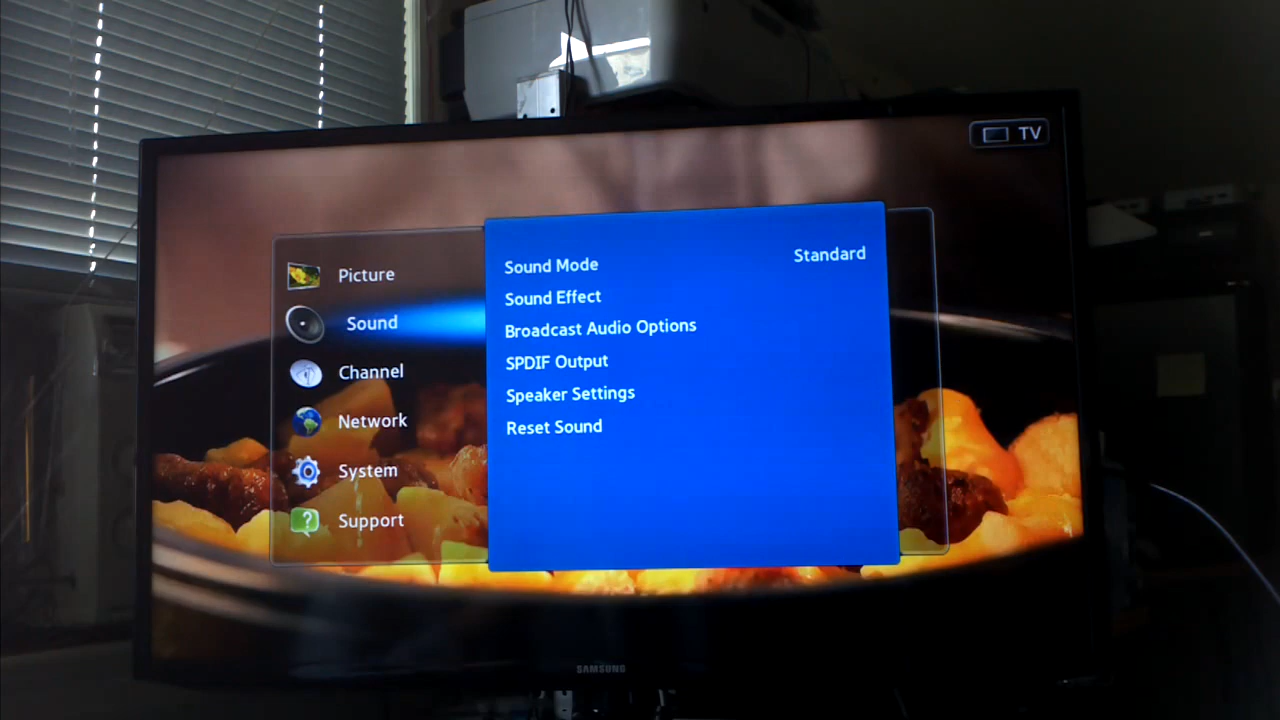 TV
Picture
Sound
Channel
Network
System
Support
Sound Mode Standard
Sound Effect
Broadcast Audio Options
SPDIF Output
Speaker Settings
Reset Sound
SAMSUNG